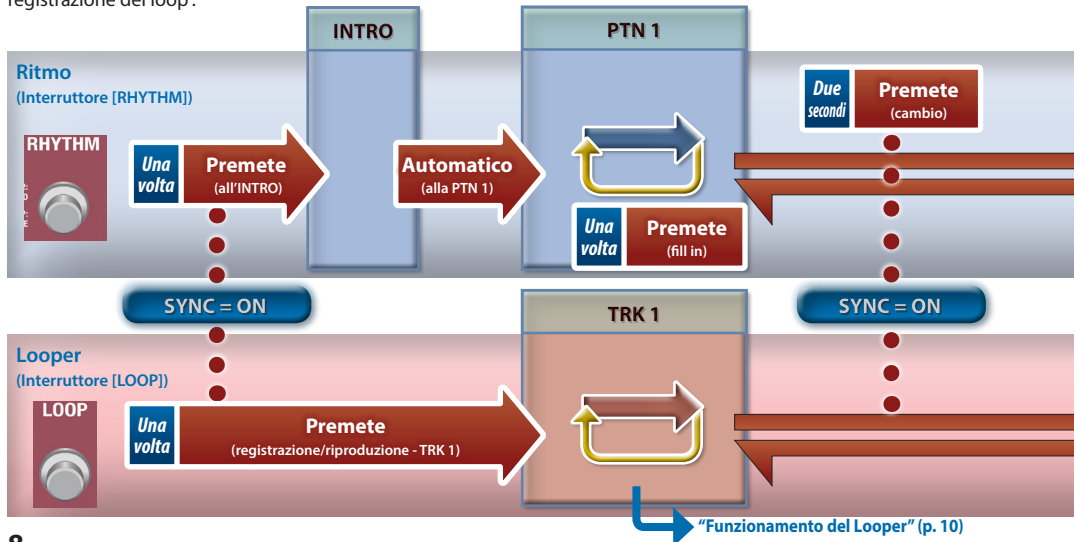 registrazione del loop".
INTRO
PTN 1
Ritmo
(Interruttore [RHYTHM])
RHYTHM
Una volta
Premete
(all'INTRO)
Automatico
(alla PTN 1)
Due secondi
Premete
(cambio)
Una volta
Premete
(fill in)
SYNC = ON
SYNC = ON
TRK 1
Looper
(Interruttore [LOOP])
LOOP
Una volta
Premete
(registrazione/riproduzione - TRK 1)
"Funzionamento del Looper" (p. 10)
8